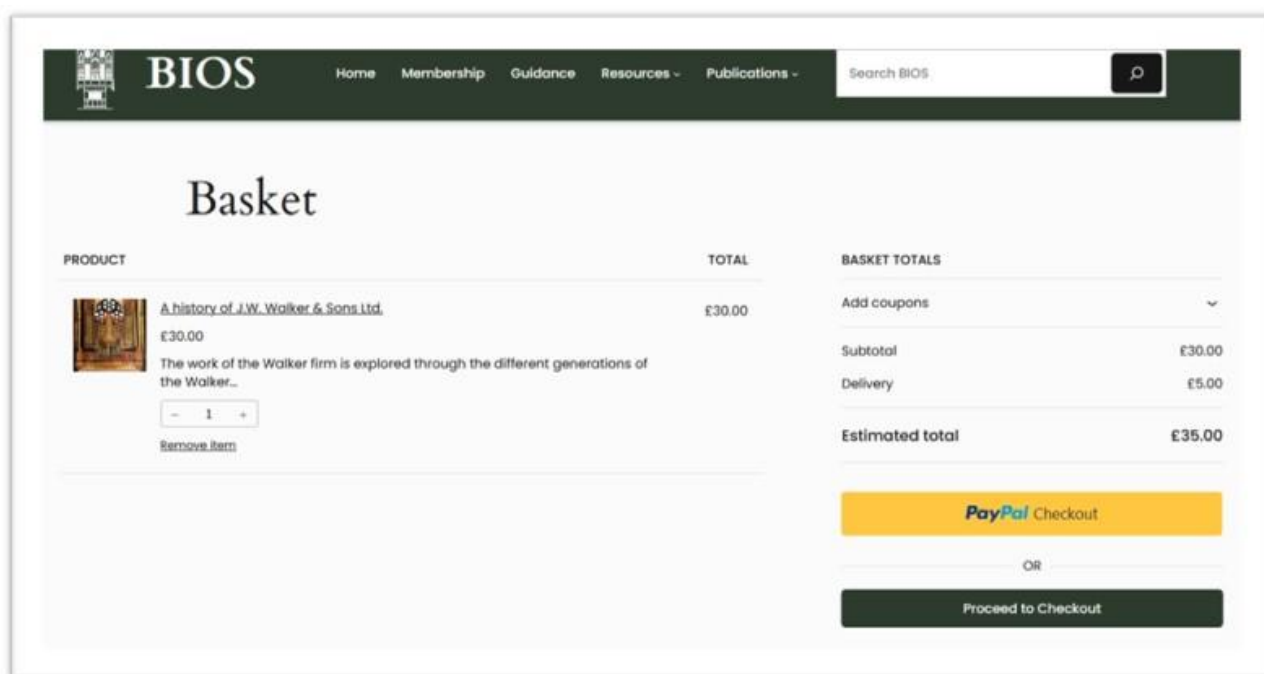 BIOS
Home Membership Guidance Resources Publications Search BIOS
Basket
PRODUCT TOTAL
A history of J.W. Walker & Sons Ltd. £30.00
£30.00
The work of the Walker firm is explored through the different generations of
the Walker...
- 1 +
Remove item
BASKET TOTALS
Add coupons
Subtotal £30.00
Delivery £5.00
Estimated total £35.00
PayPal Checkout
OR
Proceed to Checkout